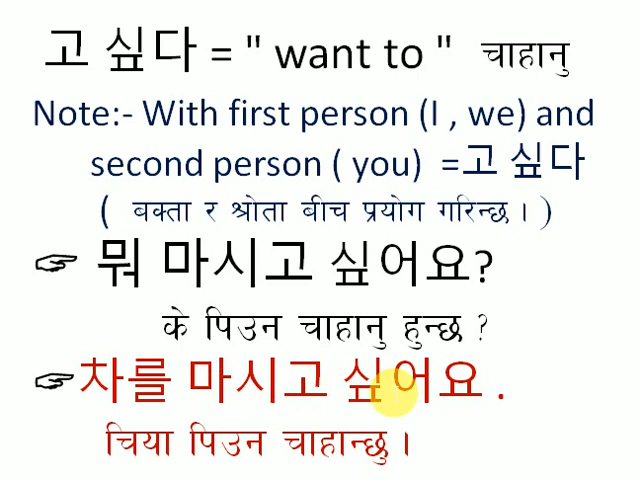 고 싶다 = " want to " चाहानु
Note:- With first person (I , we) and
second person ( you) =고 싶다
( बक्ता र श्रोता बीच प्रयोग गरिन्छ । )
☞ 뭐 마시고 싶어요?
के पिउन चाहानु हुन्छ ?
☞차를 마시고 싶어요 .
चिया पिउन चाहान्छु ।